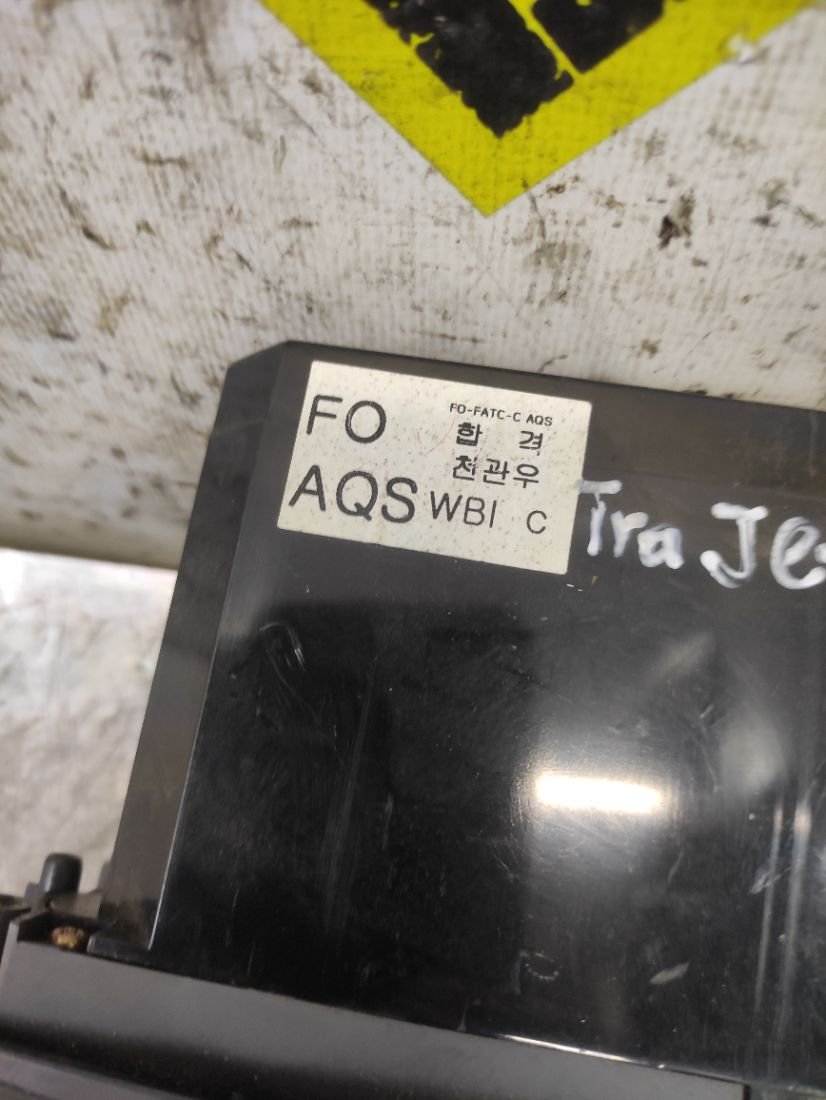 FO
FO-FATC-C AQS
합 격
천관우
AQS WBI C
Tra Je